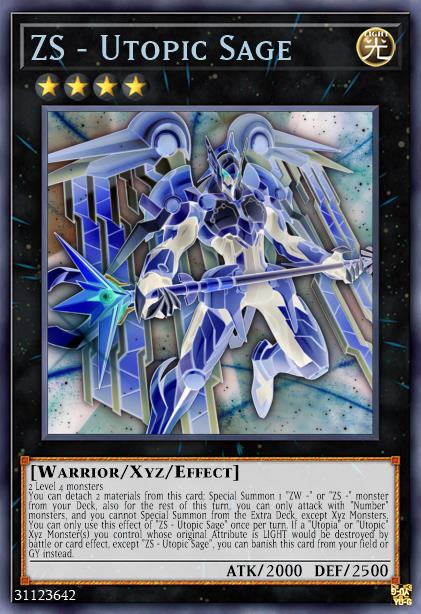 ZS - Utopic Sage
LIGHT
光
[Warrior/Xyz/Effect]
2 Level 4 monsters
You can detach 2 materials from this card; Special Summon 1 "ZW -" or "ZS -" monster
from your Deck, also for the rest of this turn, you can only attack with "Number"
monsters, and you cannot Special Summon from the Extra Deck, except Xyz Monsters.
You can only use this effect of "ZS - Utopic Sage" once per turn. If a "Utopia" or "Utopic"
Xyz Monster(s) you control whose original Attribute is LIGHT would be destroyed by
battle or card effect, except "ZS - Utopic Sage", you can banish this card from your field or
GY instead.
ATK/2000 DEF/2500
31123642